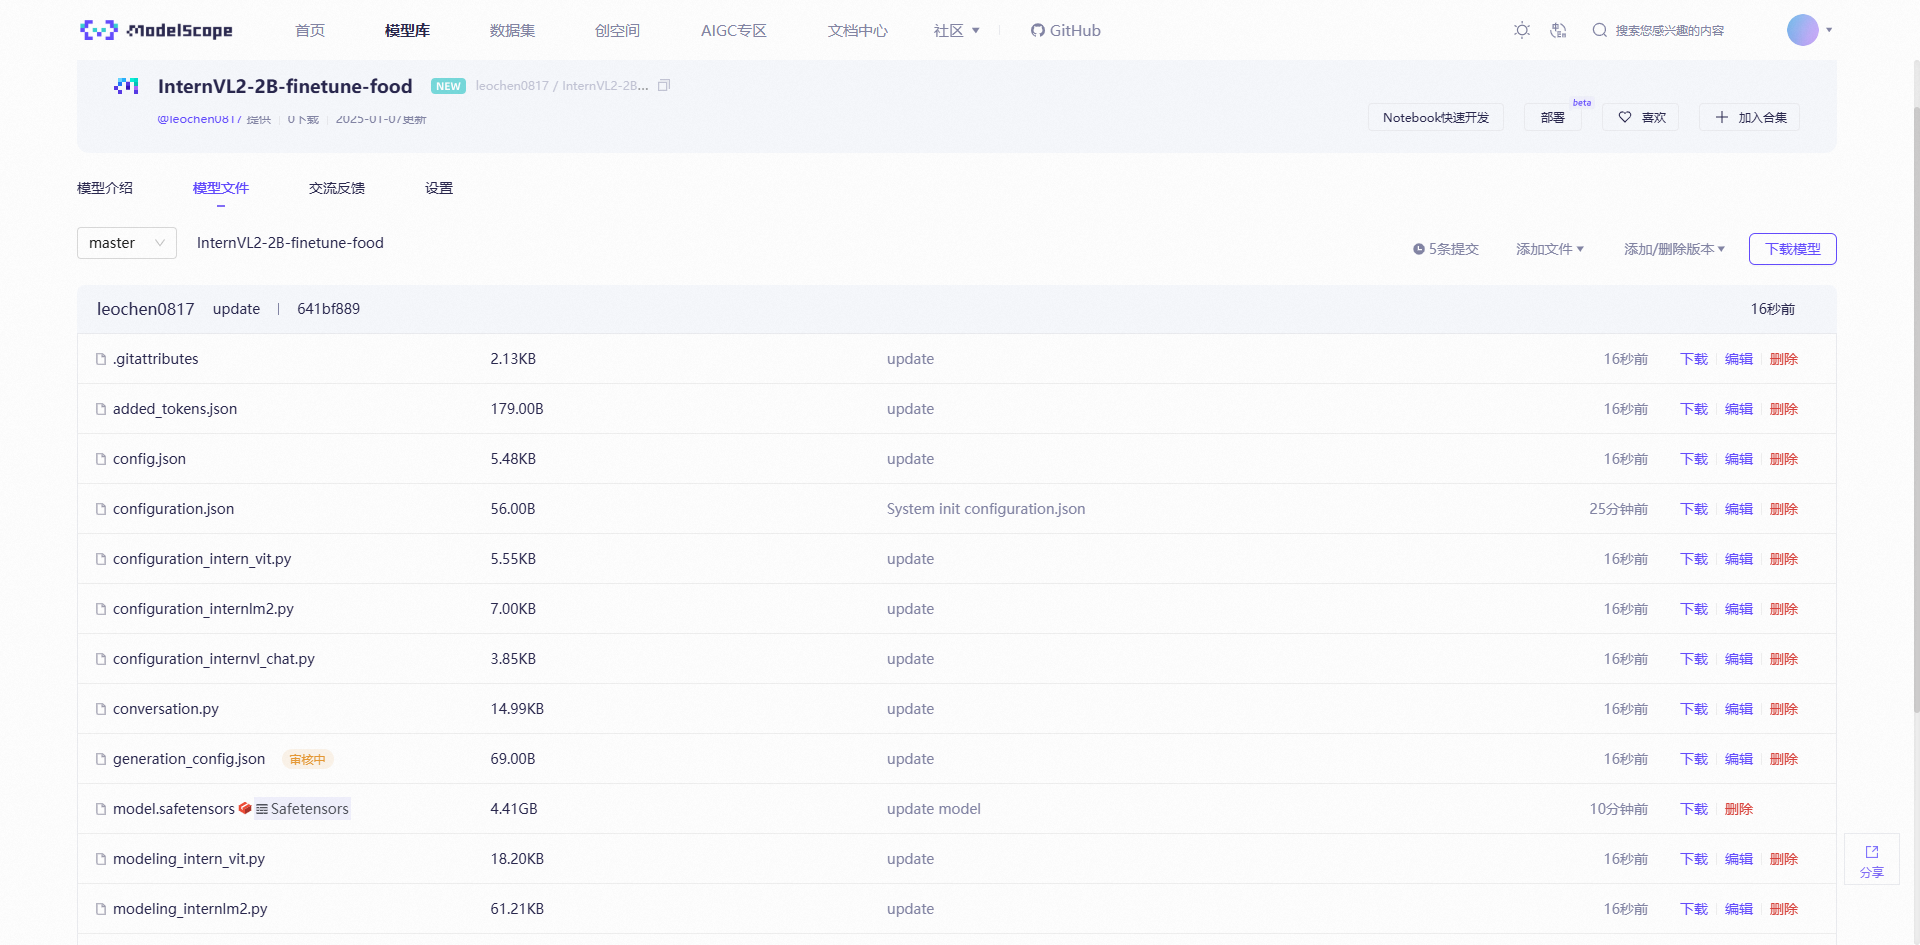 ModelScope 首页 模型库 数据集 创空间 AIGC专区 文档中心 社区 GitHub 搜索您感兴趣的内容
InternVL2-2B-finetune-food NEW leochen0817 / InternVL2-2B...
@leochen0817 提供 0下载 2025-01-07更新
Notebook快速开发 部署 beta 喜欢 加入合集
模型介绍 模型文件 交流反馈 设置
master InternVL2-2B-finetune-food 5条提交 添加文件 添加/删除版本 下载模型
leochen0817 update 641bf889 16秒前
.gitattributes 2.13KB update 16秒前 下载 编辑 删除
added_tokens.json 179.00B update 16秒前 下载 编辑 删除
config.json 5.48KB update 16秒前 下载 编辑 删除
configuration.json 56.00B System init configuration.json 25分钟前 下载 编辑 删除
configuration_intern_vit.py 5.55KB update 16秒前 下载 编辑 删除
configuration_internlm2.py 7.00KB update 16秒前 下载 编辑 删除
configuration_internvl_chat.py 3.85KB update 16秒前 下载 编辑 删除
conversation.py 14.99KB update 16秒前 下载 编辑 删除
generation_config.json 审核中 69.00B update 16秒前 下载 编辑 删除
model.safetensors Safetensors 4.41GB update model 10分钟前 下载 删除
modeling_intern_vit.py 18.20KB update 16秒前 下载 编辑 删除
modeling_internlm2.py 61.21KB update 16秒前 下载 编辑 删除
分享